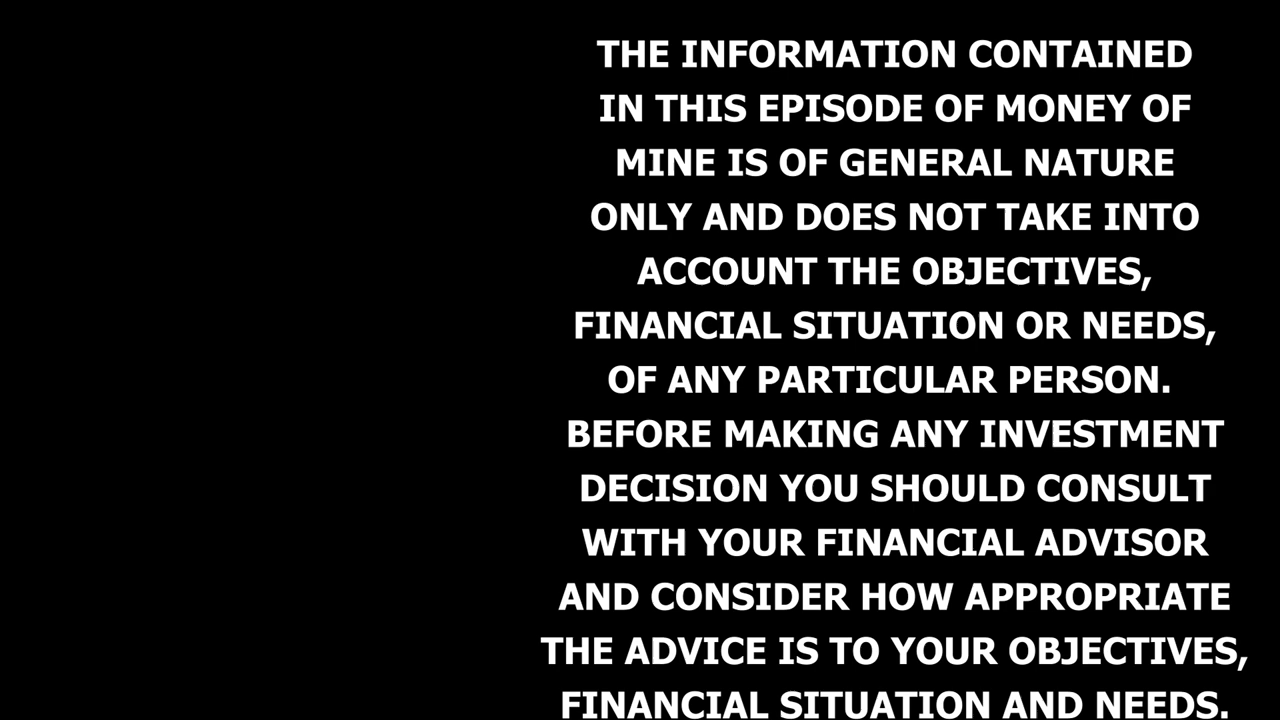 THE INFORMATION CONTAINED
IN THIS EPISODE OF MONEY OF
MINE IS OF GENERAL NATURE
ONLY AND DOES NOT TAKE INTO
ACCOUNT THE OBJECTIVES,
FINANCIAL SITUATION OR NEEDS,
OF ANY PARTICULAR PERSON.
BEFORE MAKING ANY INVESTMENT
DECISION YOU SHOULD CONSULT
WITH YOUR FINANCIAL ADVISOR
AND CONSIDER HOW APPROPRIATE
THE ADVICE IS TO YOUR OBJECTIVES,
FINANCIAL SITUATION AND NEEDS.